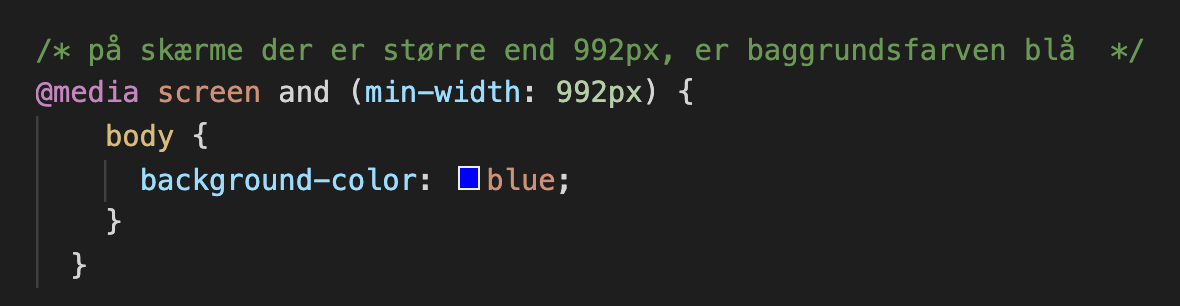 /* på skærme der er større end 992px, er baggrundsfarven blå  */
@media screen and (min-width: 992px) {
    body {
      background-color: blue;
    }
  }